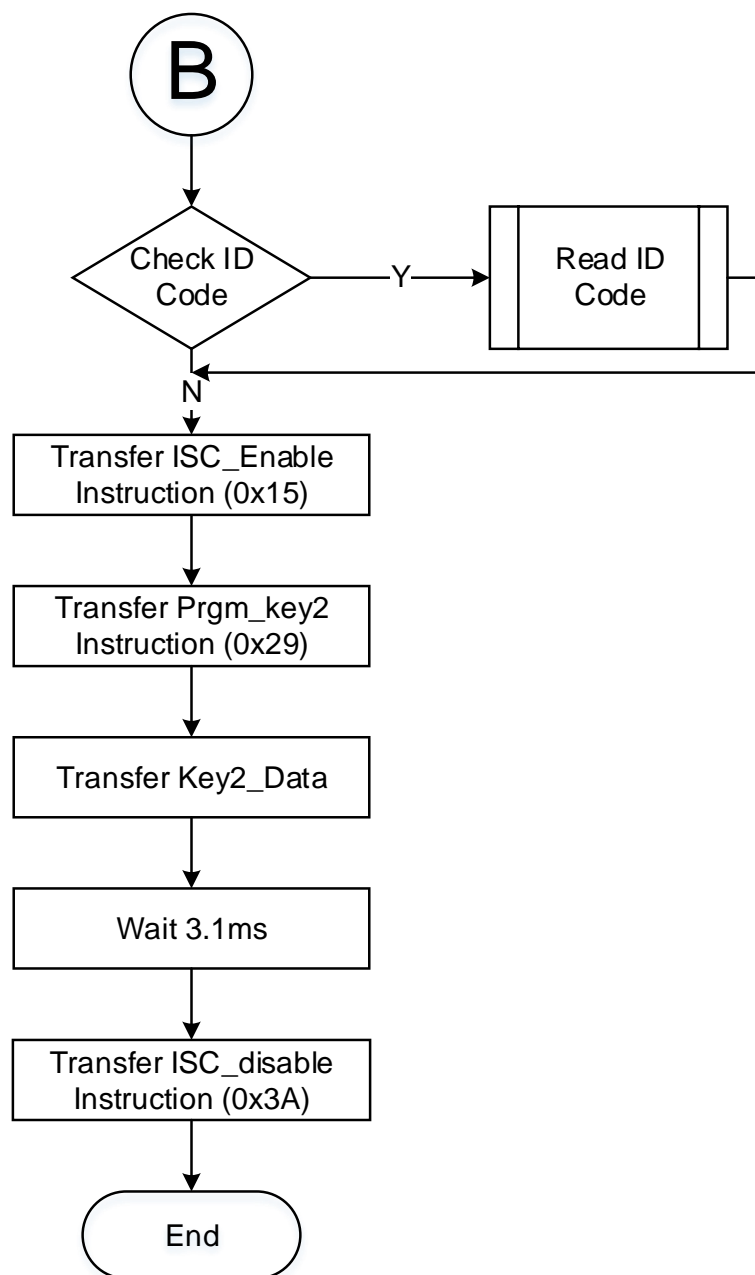 B
Check ID
Code
Y
Read ID
Code
N
Transfer ISC_Enable
Instruction (0x15)
Transfer Prgm_key2
Instruction (0x29)
Transfer Key2_Data
Wait 3.1ms
Transfer ISC_disable
Instruction (0x3A)
End